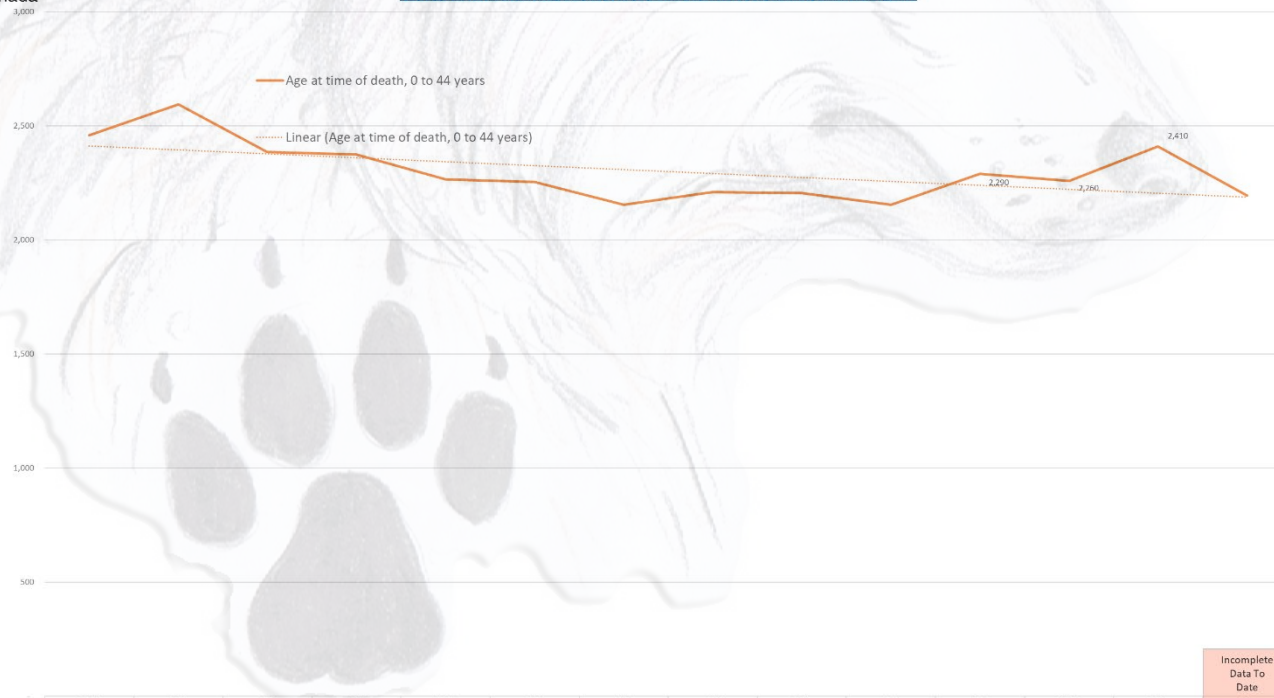 3,000
Age at time of death, 0 to 44 years
2,500
Linear (Age at time of death, 0 to 44 years)
2,410
2,290
2,260
2,000
1,500
1,000
500
Incomplete
Data To
Date